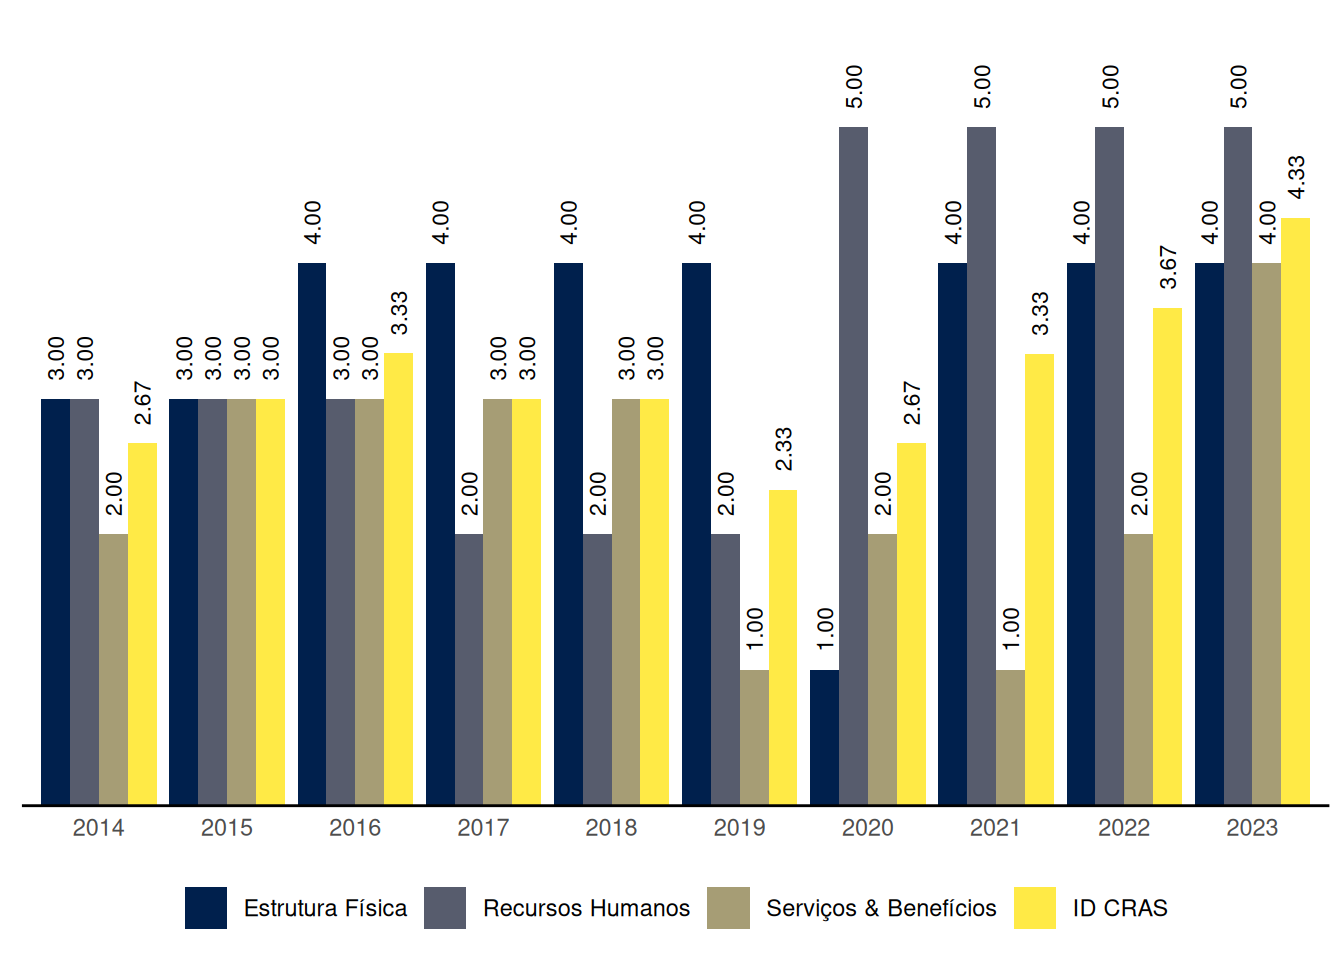 3.00 3.00 2.00 2.67
3.00 3.00 3.00 3.00
4.00 3.00 3.00 3.33
4.00 2.00 3.00 3.00
4.00 2.00 3.00 3.00
4.00 2.00 1.00 2.33
1.00 5.00 2.00 2.67
4.00 5.00 1.00 3.33
4.00 5.00 2.00 3.67
4.00 5.00 4.00 4.33
2014 2015 2016 2017 2018 2019 2020 2021 2022 2023
Estrutura Física Recursos Humanos Serviços & Benefícios ID CRAS